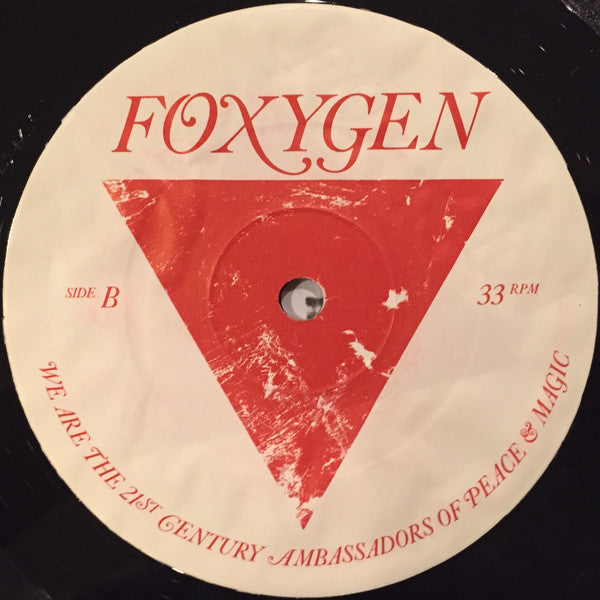 FOXYGEN
SIDE B
33 RPM
WE ARE THE 21ST CENTURY AMBASSADORS OF PEACE & MAGIC